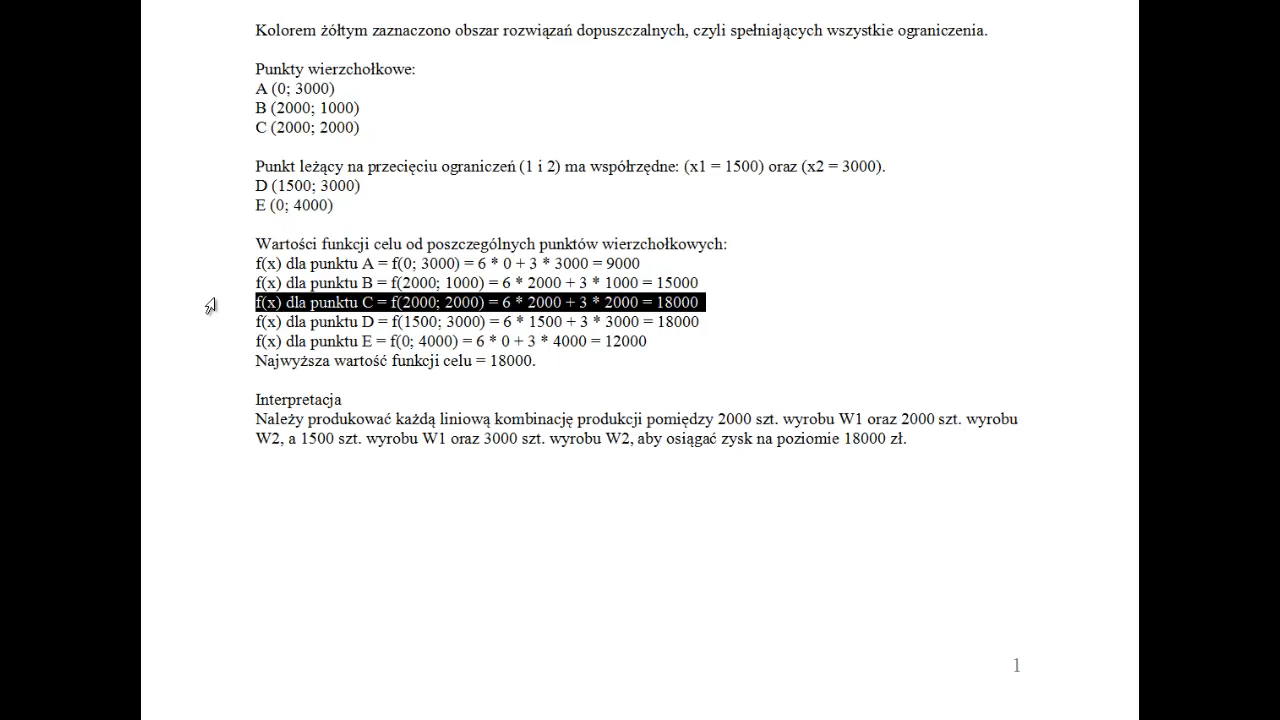 Kolorem żółtym zaznaczono obszar rozwiązań dopuszczalnych, czyli spełniających wszystkie ograniczenia.
Punkty wierzchołkowe:
A (0; 3000)
B (2000; 1000)
C (2000; 2000)
Punkt leżący na przecięciu ograniczeń (1 i 2) ma współrzędne: (x1 = 1500) oraz (x2 = 3000).
D (1500; 3000)
E (0; 4000)
Wartości funkcji celu od poszczególnych punktów wierzchołkowych:
f(x) dla punktu A = f(0; 3000) = 6 * 0 + 3 * 3000 = 9000
f(x) dla punktu B = f(2000; 1000) = 6 * 2000 + 3 * 1000 = 15000
f(x) dla punktu C = f(2000; 2000) = 6 * 2000 + 3 * 2000 = 18000
f(x) dla punktu D = f(1500; 3000) = 6 * 1500 + 3 * 3000 = 18000
f(x) dla punktu E = f(0; 4000) = 6 * 0 + 3 * 4000 = 12000
Najwyższa wartość funkcji celu = 18000.
Interpretacja
Należy produkować każdą liniową kombinację produkcji pomiędzy 2000 szt. wyrobu W1 oraz 2000 szt. wyrobu
W2, a 1500 szt. wyrobu W1 oraz 3000 szt. wyrobu W2, aby osiągać zysk na poziomie 18000 zł.
1